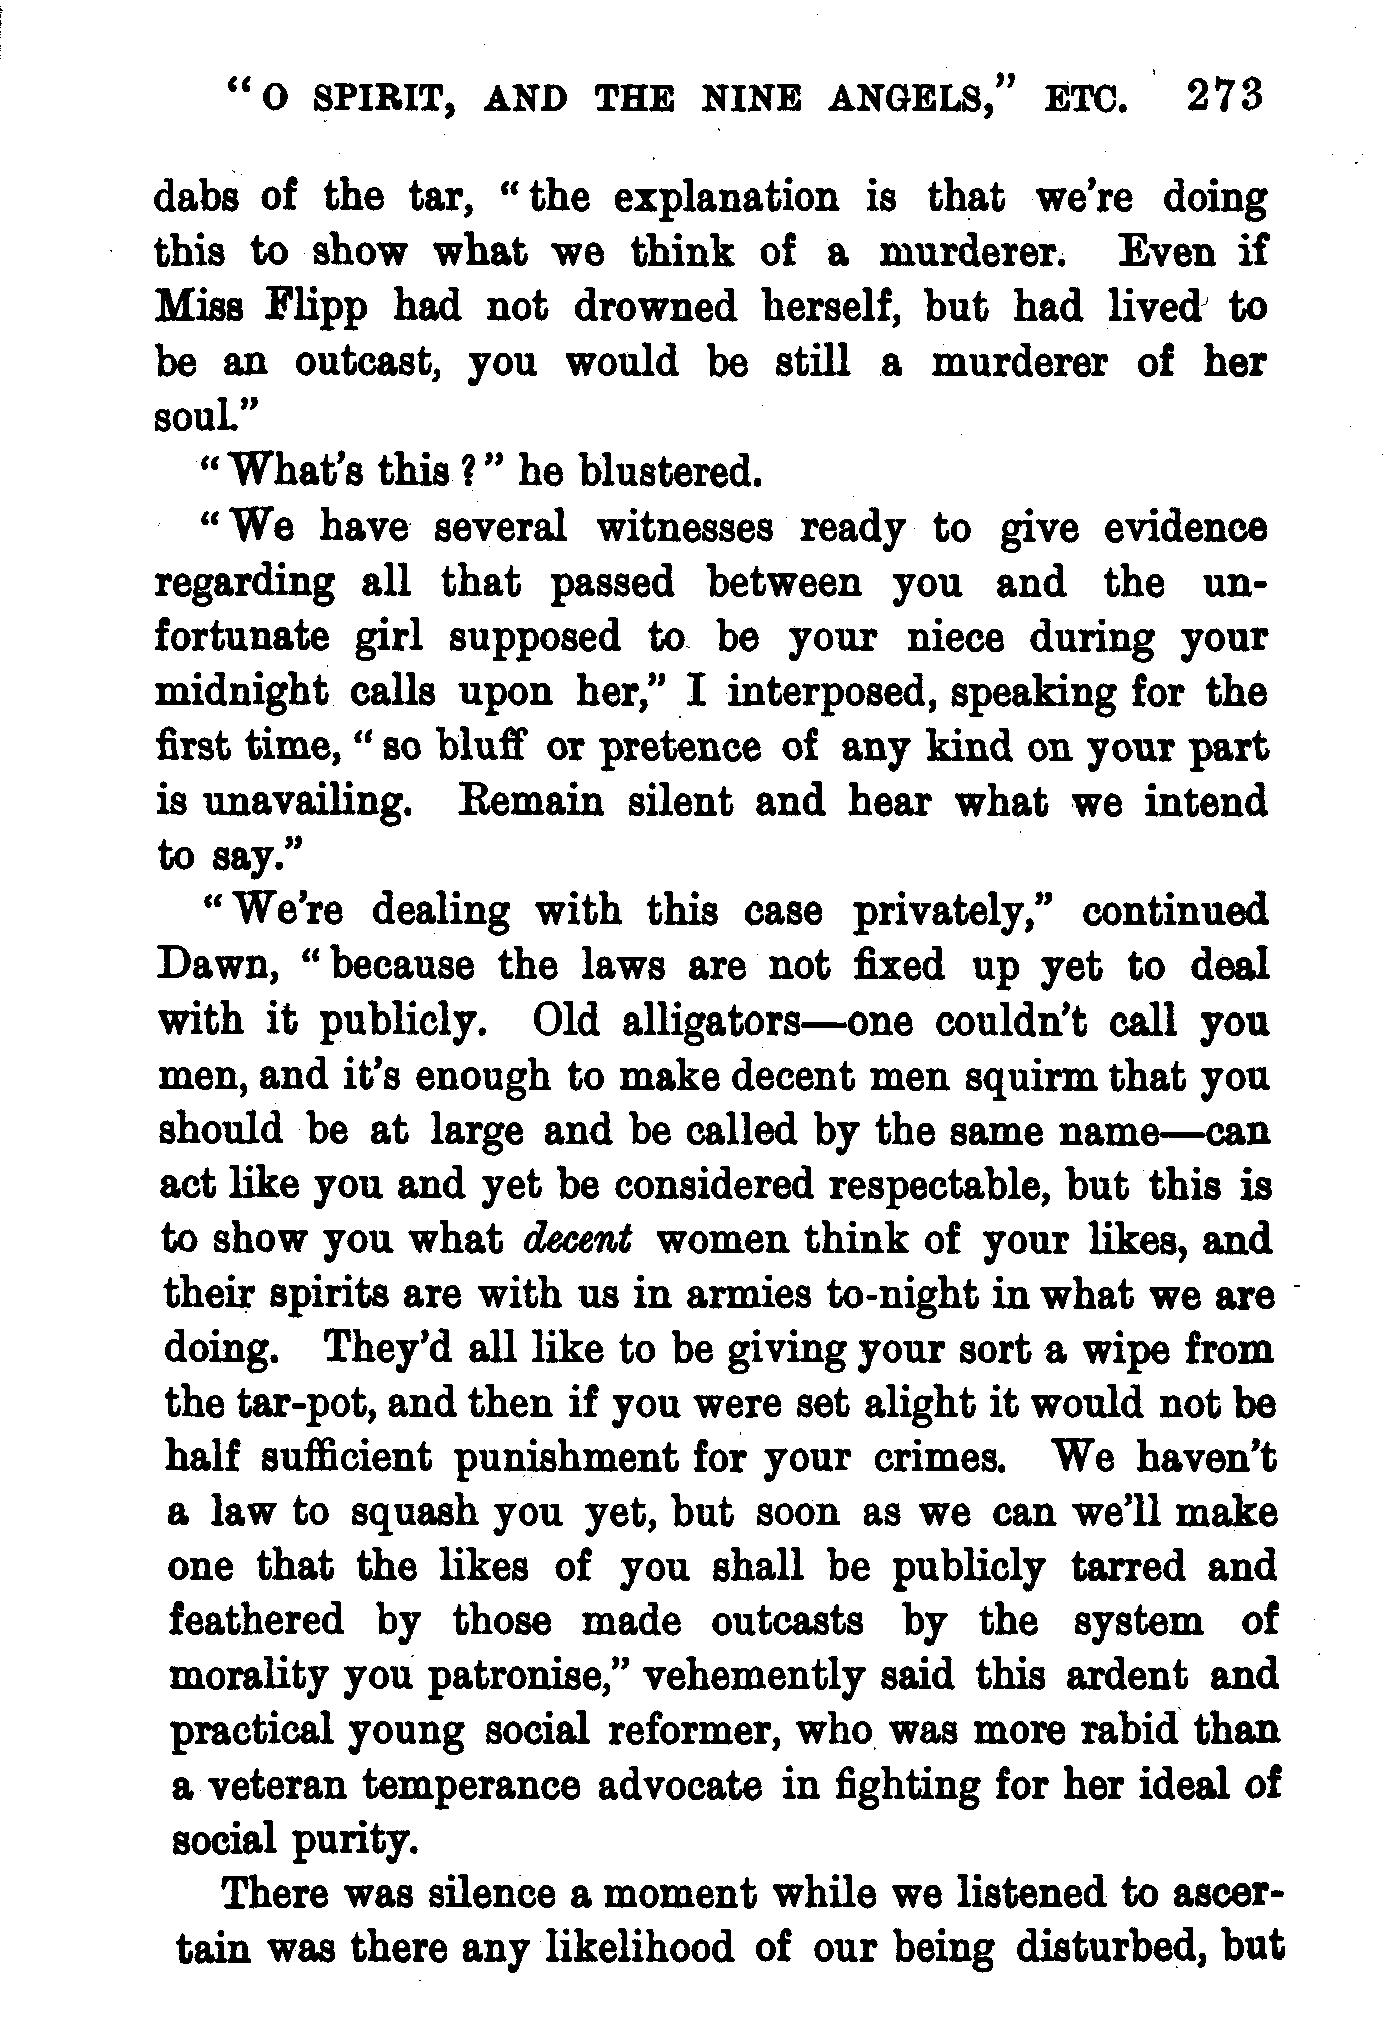 "O SPIRIT, AND THE NINE ANGELS," ETC. 273
dabs of the tar, "the explanation is that we're doing
this to show what we think of a murderer. Even if
Miss Flipp had not drowned herself, but had lived to
be an outcast, you would be still a murderer of her
soul."
"What's this?" he blustered.
"We have several witnesses ready to give evidence
regarding all that passed between you and the un-
fortunate girl supposed to be your niece during your
midnight calls upon her," I interposed, speaking for the
first time, "so bluff or pretence of any kind on your part
is unavailing. Remain silent and hear what we intend
to say."
"We're dealing with this case privately," continued
Dawn, "because the laws are not fixed up yet to deal
with it publicly. Old alligators—one couldn't call you
men, and it's enough to make decent men squirm that you
should be at large and be called by the same name—can
act like you and yet be considered respectable, but this is
to show you what decent women think of your likes, and
their spirits are with us in armies to-night in what we are
doing. They'd all like to be giving your sort a wipe from
the tar-pot, and then if you were set alight it would not be
half sufficient punishment for your crimes. We haven't
a law to squash you yet, but soon as we can we'll make
one that the likes of you shall be publicly tarred and
feathered by those made outcasts by the system of
morality you patronise," vehemently said this ardent and
practical young social reformer, who was more rabid than
a veteran temperance advocate in fighting for her ideal of
social purity.
There was silence a moment while we listened to ascer-
tain was there any likelihood of our being disturbed, but